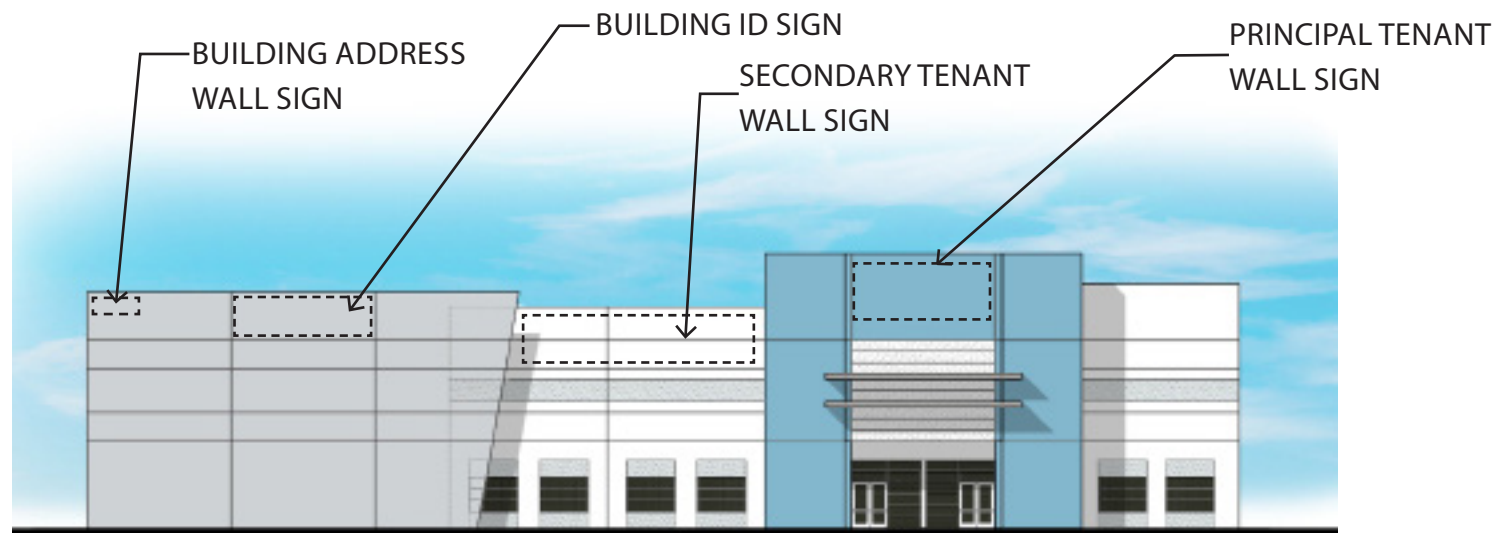 BUILDING ADDRESS
WALL SIGN
BUILDING ID SIGN
SECONDARY TENANT
WALL SIGN
PRINCIPAL TENANT
WALL SIGN